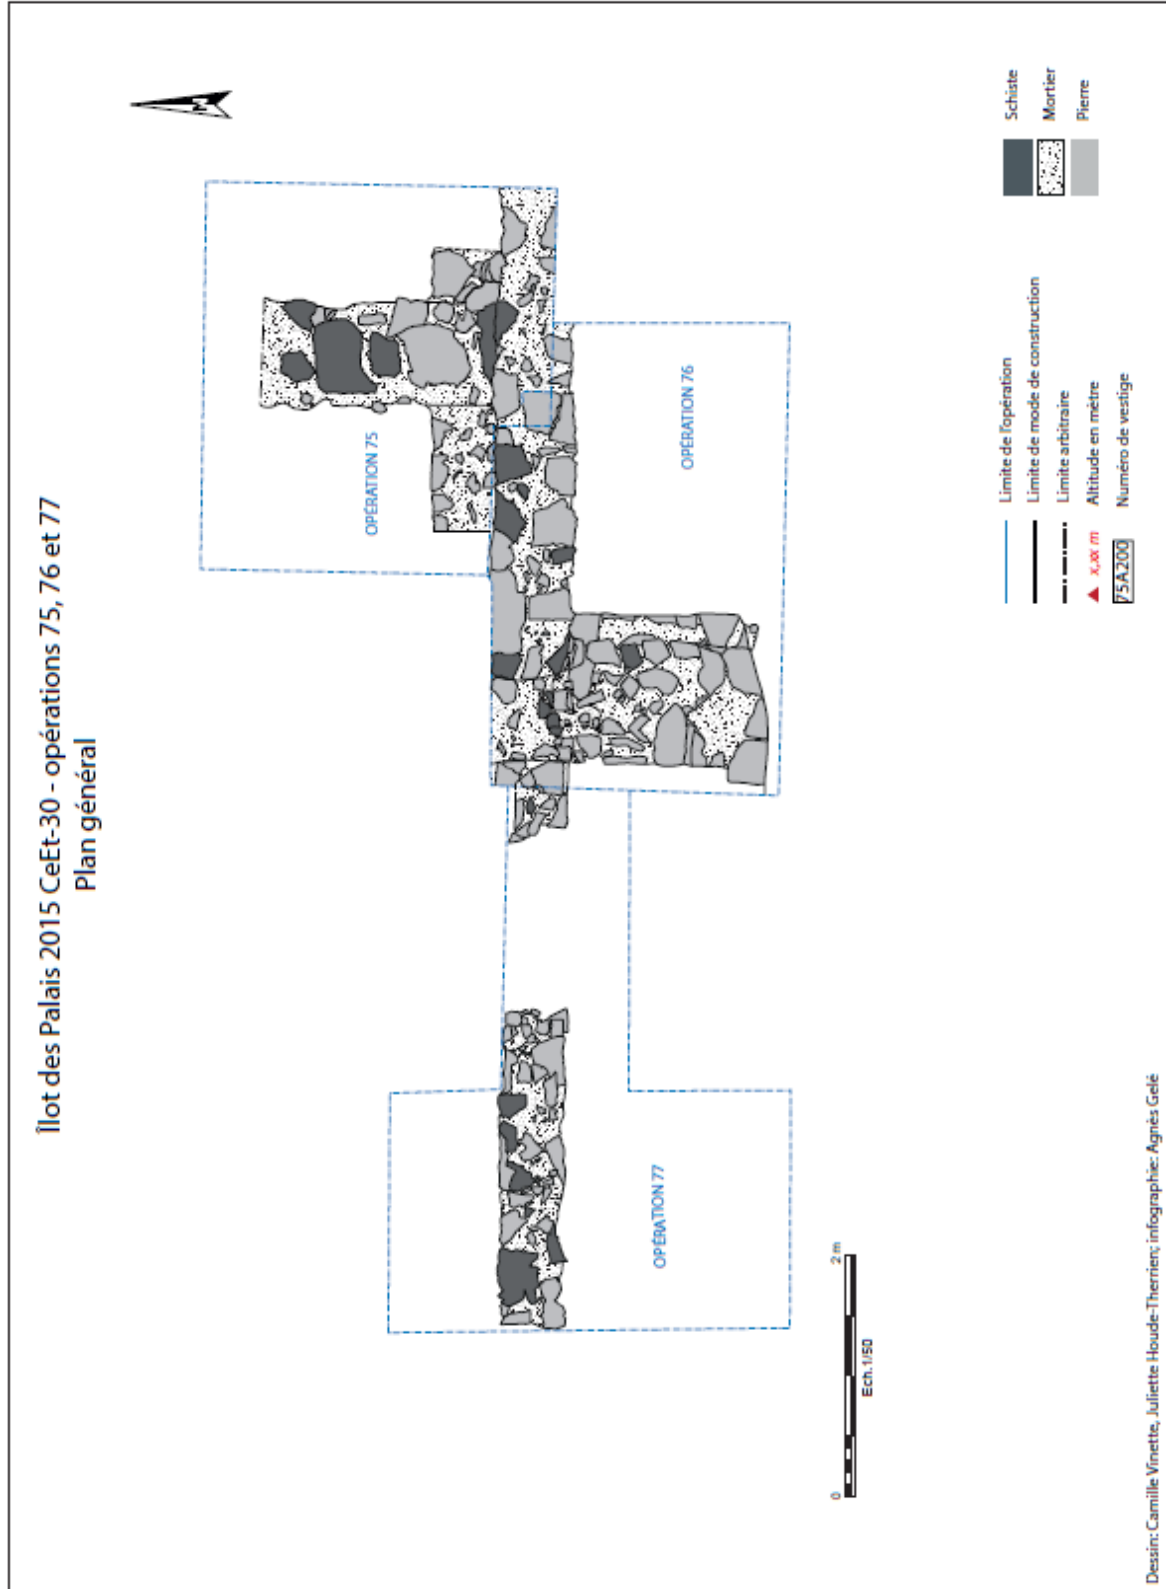 Îlot des Palais 2015 CeEt-30 - opérations 75, 76 et 77
Plan général
N
OPÉRATION 75
OPÉRATION 76
OPÉRATION 77
0 2 m
Ech. 1/50
Limite de l'opération
Limite de mode de construction
Limite arbitraire
x,xx m Altitude en mètre
75A200 Numéro de vestige
Schiste
Mortier
Pierre
Dessin: Camille Vinette, Juliette Houde-Therrien; infographie: Agnès Gelé